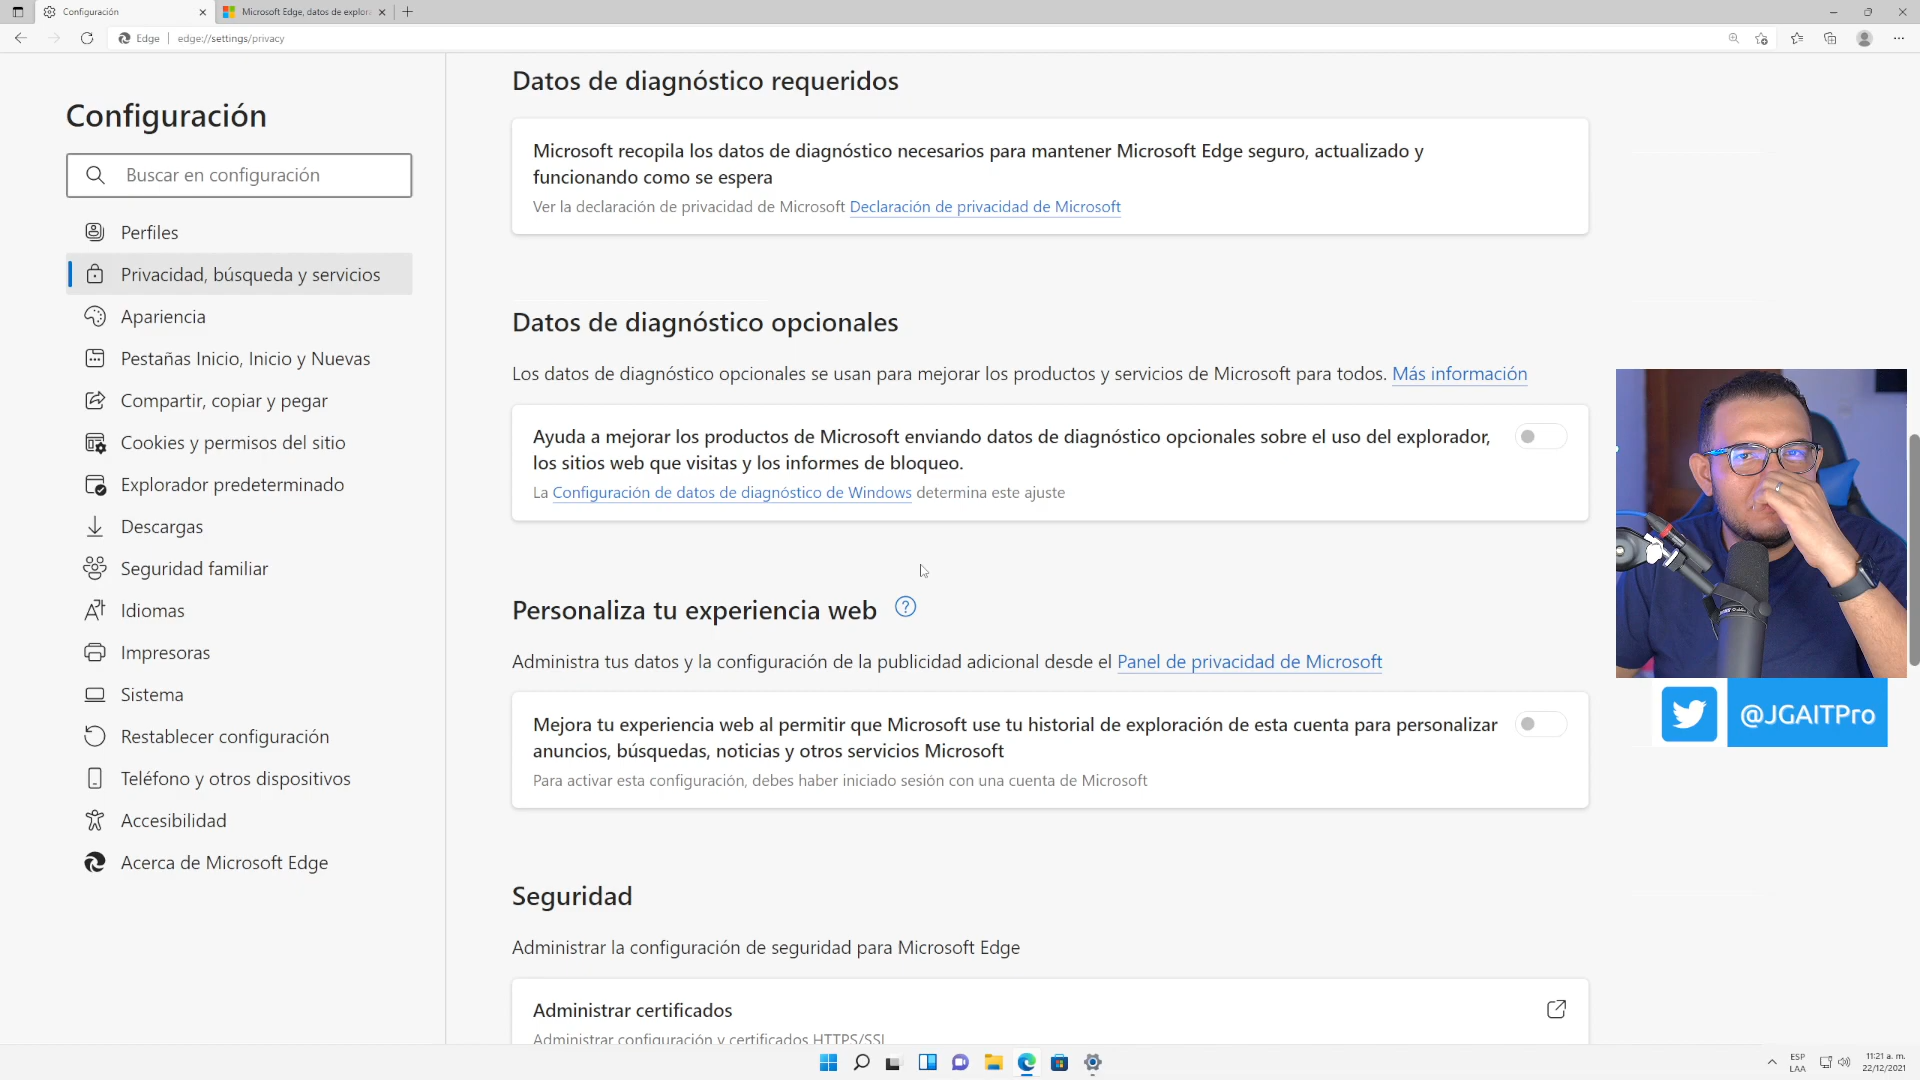 Configuración
Microsoft Edge, datos de explora
Edge
edge://settings/privacy
Configuración
Buscar en configuración
Perfiles
Privacidad, búsqueda y servicios
Apariencia
Pestañas Inicio, Inicio y Nuevas
Compartir, copiar y pegar
Cookies y permisos del sitio
Explorador predeterminado
Descargas
Seguridad familiar
Idiomas
Impresoras
Sistema
Restablecer configuración
Teléfono y otros dispositivos
Accesibilidad
Acerca de Microsoft Edge
Datos de diagnóstico requeridos
Microsoft recopila los datos de diagnóstico necesarios para mantener Microsoft Edge seguro, actualizado y
funcionando como se espera
Ver la declaración de privacidad de Microsoft Declaración de privacidad de Microsoft
Datos de diagnóstico opcionales
Los datos de diagnóstico opcionales se usan para mejorar los productos y servicios de Microsoft para todos. Más información
Ayuda a mejorar los productos de Microsoft enviando datos de diagnóstico opcionales sobre el uso del explorador,
los sitios web que visitas y los informes de bloqueo.
La Configuración de datos de diagnóstico de Windows determina este ajuste
Personaliza tu experiencia web
Administra tus datos y la configuración de la publicidad adicional desde el Panel de privacidad de Microsoft
Mejora tu experiencia web al permitir que Microsoft use tu historial de exploración de esta cuenta para personalizar
anuncios, búsquedas, noticias y otros servicios Microsoft
Para activar esta configuración, debes haber iniciado sesión con una cuenta de Microsoft
Seguridad
Administrar la configuración de seguridad para Microsoft Edge
Administrar certificados
Administrar configuración y certificados HTTPS/SSL
@JGAITPro
ESP
LAA
11:21 a. m.
22/12/2021